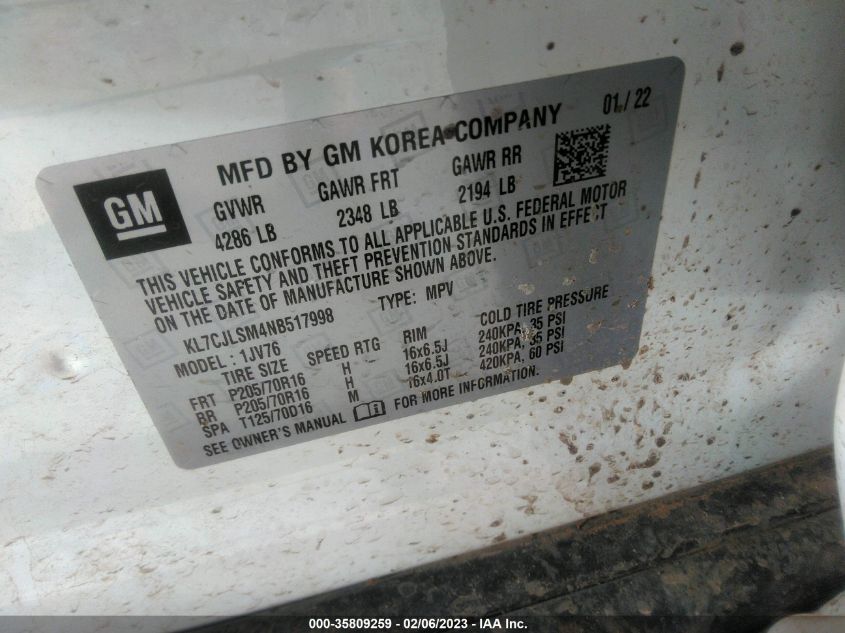 GM
MFD BY GM KOREA COMPANY 01 / 22
GVWR GAWR FRT GAWR RR
4286 LB 2348 LB 2194 LB
THIS VEHICLE CONFORMS TO ALL APPLICABLE U.S. FEDERAL MOTOR
VEHICLE SAFETY AND THEFT PREVENTION STANDARDS IN EFFECT
ON THE DATE OF MANUFACTURE SHOWN ABOVE.
KL7CJLSM4NB517998 TYPE: MPV
MODEL : 1JV76
TIRE SIZE SPEED RTG RIM COLD TIRE PRESSURE
FRT P205/70R16 H 16x6.5J 240KPA, 35 PSI
RR P205/70R16 H 16x6.5J 240KPA, 35 PSI
SPA T125/70D16 M 16x4.0T 420KPA, 60 PSI
SEE OWNER'S MANUAL FOR MORE INFORMATION.
000-35809259 - 02/06/2023 - IAA Inc.